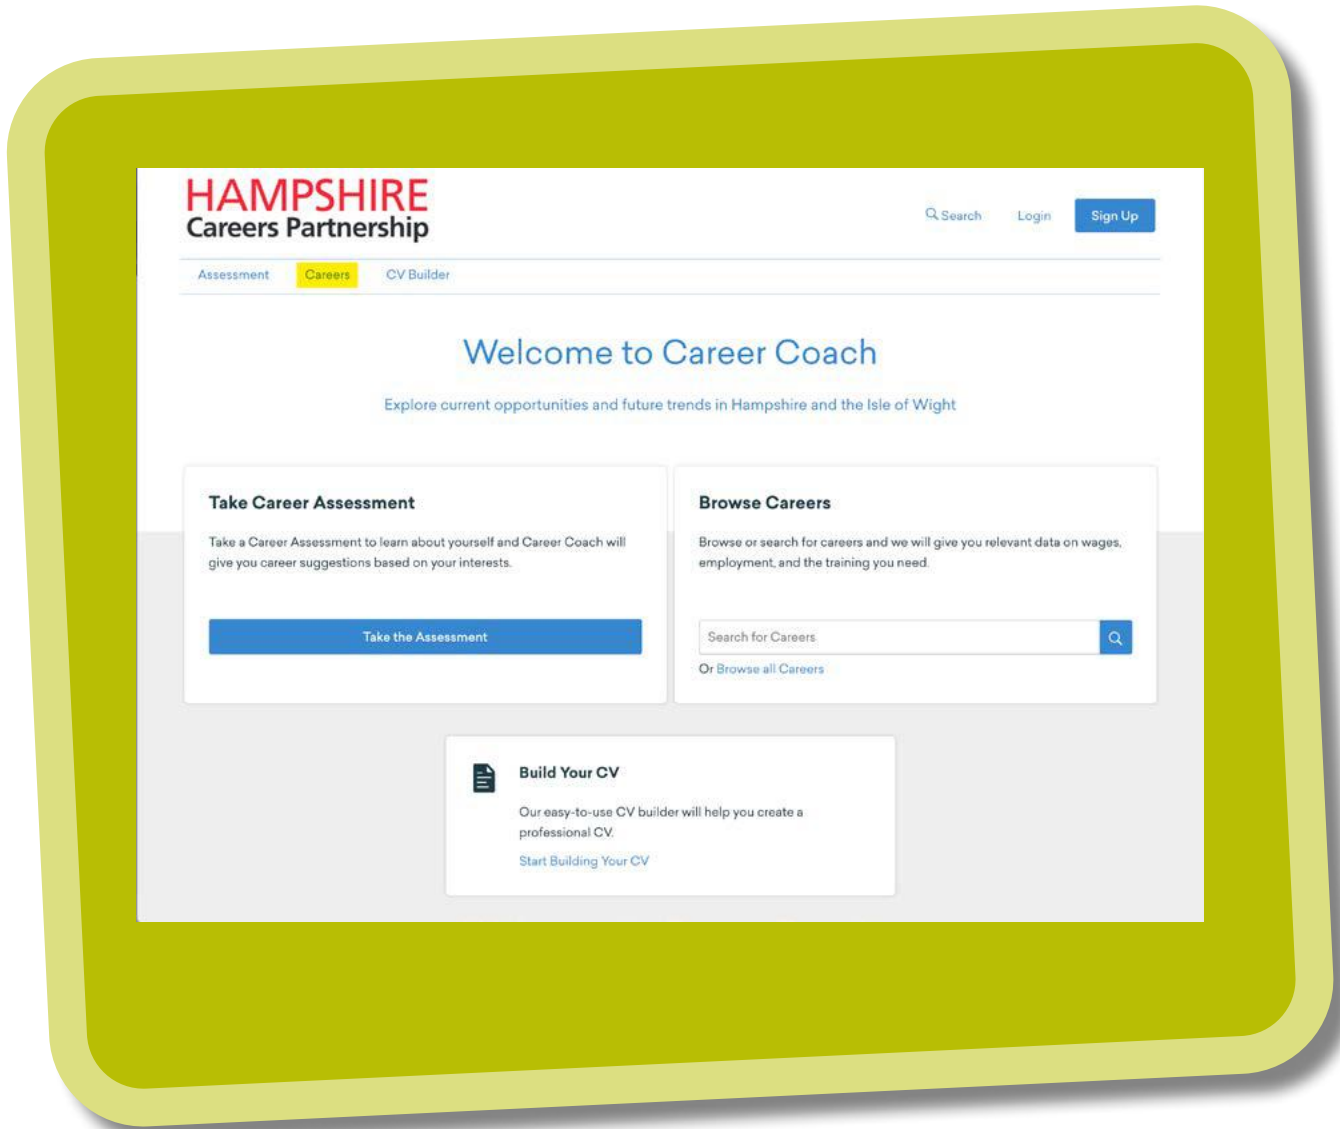 HAMPSHIRE
Careers Partnership
Search Login Sign Up
Assessment Careers CV Builder
Welcome to Career Coach
Explore current opportunities and future trends in Hampshire and the Isle of Wight
Take Career Assessment
Take a Career Assessment to learn about yourself and Career Coach will
give you career suggestions based on your interests.
Take the Assessment
Browse Careers
Browse or search for careers and we will give you relevant data on wages,
employment, and the training you need.
Search for Careers
Or Browse all Careers
Build Your CV
Our easy-to-use CV builder will help you create a
professional CV.
Start Building Your CV